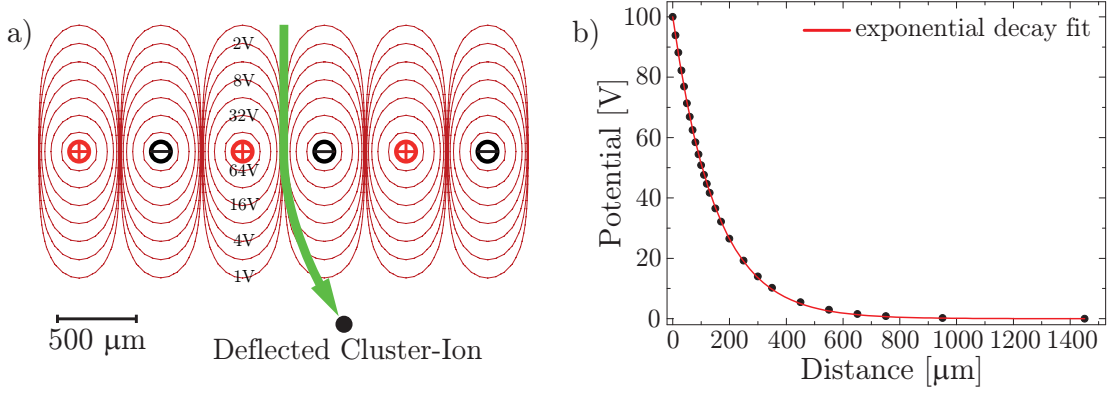 a)
2V
8V
32V
⊕ ⊖ ⊕ ⊖ ⊕ ⊖
64V
16V
4V
1V
500 μm
Deflected Cluster-Ion
b)
exponential decay fit
Potential [V]
100
80
60
40
20
0
0 200 400 600 800 1000 1200 1400
Distance [μm]